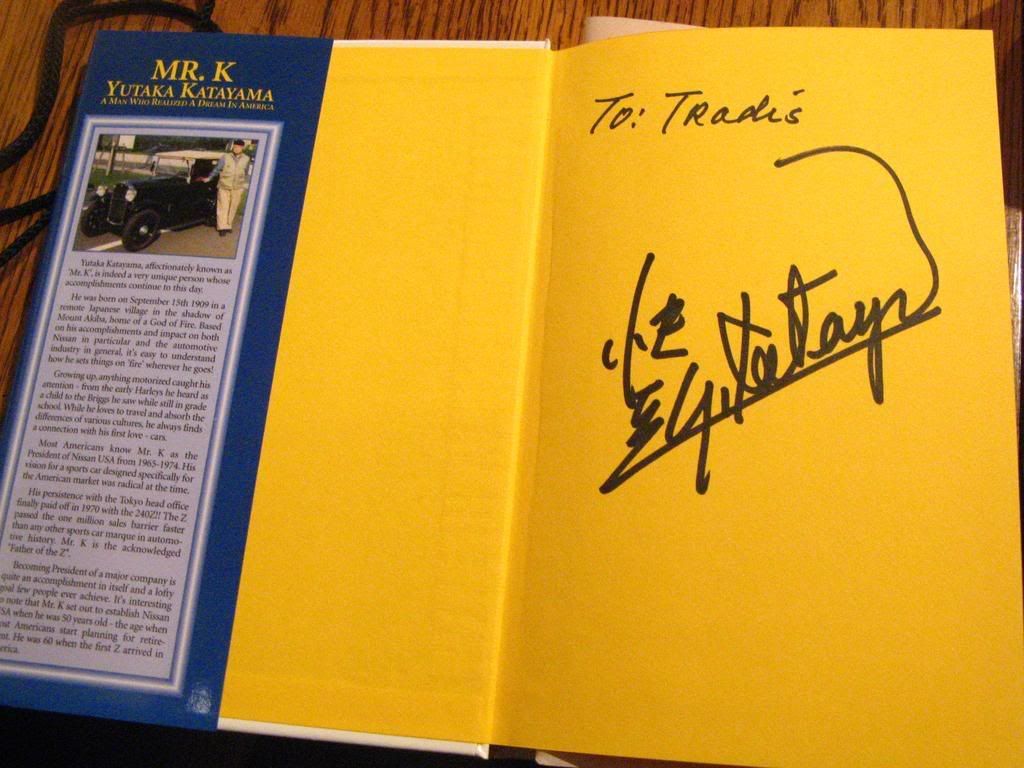 MR. K
YUTAKA KATAYAMA
A MAN WHO REALIZED A DREAM IN AMERICA
Yutaka Katayama, affectionately known as
'Mr. K', is indeed a very unique person whose
accomplishments continue to this day.
He was born on September 15th 1909 in a
remote Japanese village in the shadow of
Mount Akiba, home of a God of Fire. Based
on his accomplishments and impact on both
Nissan in particular and the automotive
industry in general, it's easy to understand
how he sets things on 'fire' wherever he goes!
Growing up, anything motorized caught his
attention - from the early Harleys he heard as
a child to the Briggs he saw while still in grade
school. While he loves to travel and absorb the
differences of various cultures, he always finds
a connection with his first love - cars.
Most Americans know Mr. K as the
President of Nissan USA from 1965-1974. His
vision for a sports car designed specifically for
the American market was radical at the time.
His persistence with the Tokyo head office
finally paid off in 1970 with the 240Z!! The Z
passed the one million sales barrier faster
than any other sports car marque in automo-
tive history. Mr. K is the acknowledged
"Father of the Z".
Becoming President of a major company is
quite an accomplishment in itself and a lofty
goal few people ever achieve. It's interesting
to note that Mr. K set out to establish Nissan
USA when he was 50 years old - the age when
most Americans start planning for retire-
ment. He was 60 when the first Z arrived in
America.
To: Tradis